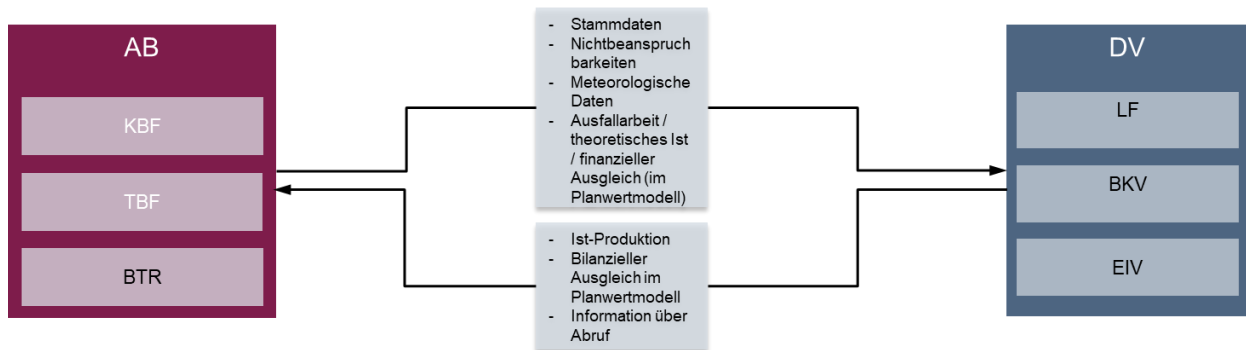 AB
KBF
TBF
BTR
- Stammdaten
- Nichtbeanspruch
barkeiten
- Meteorologische
Daten
- Ausfallarbeit /
theoretisches Ist
/ finanzieller
Ausgleich (im
Planwertmodell)
- Ist-Produktion
- Bilanzieller
Ausgleich im
Planwertmodell
- Information über
Abruf
DV
LF
BKV
EIV